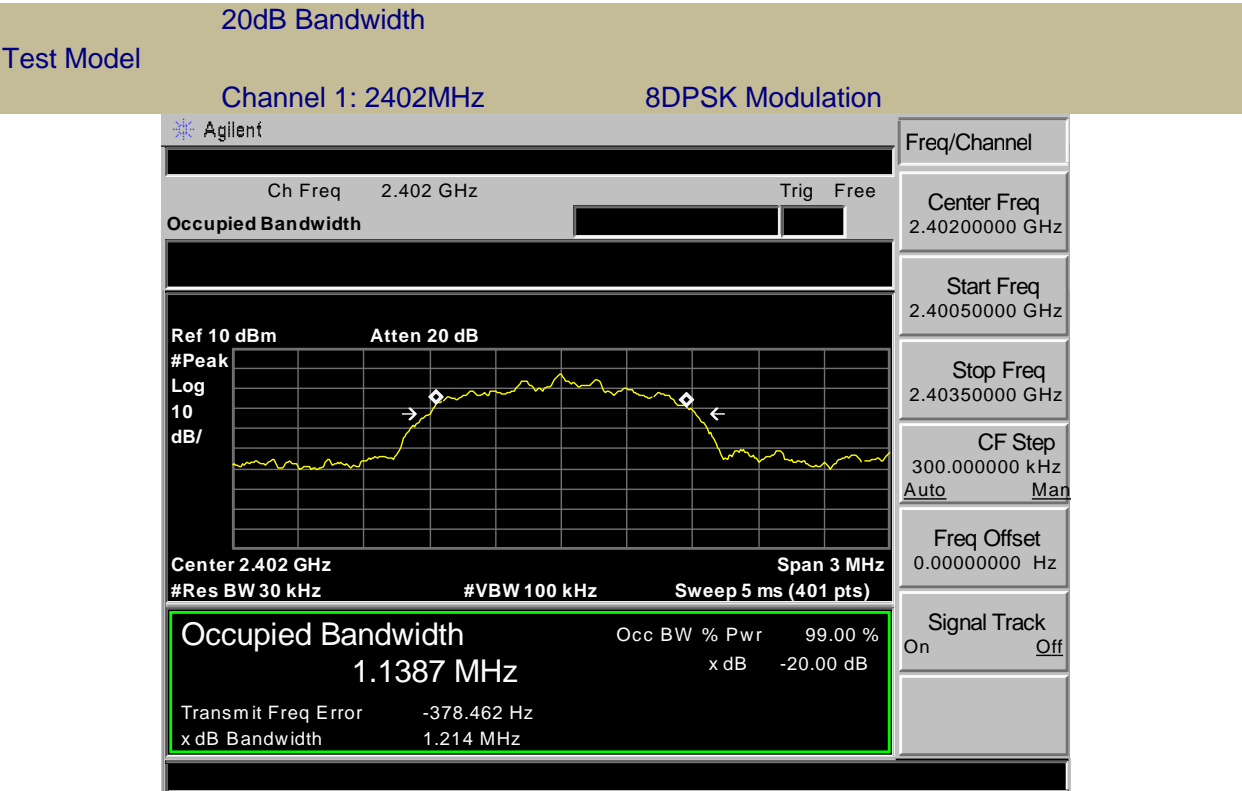 20dB Bandwidth
Test Model
Channel 1: 2402MHz 8DPSK Modulation
Agilent
Freq/Channel
Ch Freq 2.402 GHz Trig Free
Occupied Bandwidth
Center Freq
2.40200000 GHz
Start Freq
2.40050000 GHz
Ref 10 dBm Atten 20 dB
#Peak
Log
10
dB/
Stop Freq
2.40350000 GHz
CF Step
300.000000 kHz
Auto Man
Freq Offset
0.00000000 Hz
Center 2.402 GHz Span 3 MHz
#Res BW 30 kHz #VBW 100 kHz Sweep 5 ms (401 pts)
Signal Track
On Off
Occupied Bandwidth Occ BW % Pwr 99.00 %
1.1387 MHz x dB -20.00 dB
Transmit Freq Error -378.462 Hz
x dB Bandwidth 1.214 MHz